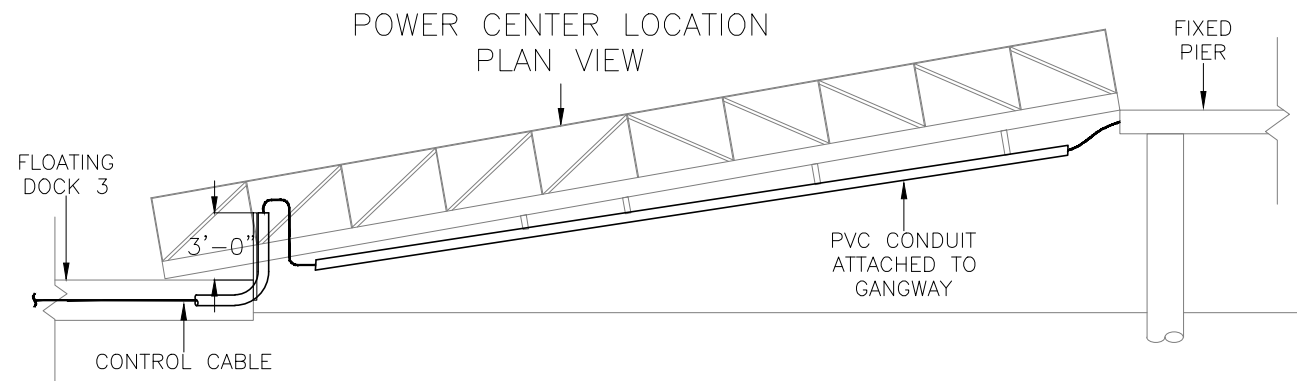 POWER CENTER LOCATION
PLAN VIEW
FIXED
PIER
FLOATING
DOCK 3
3'-0"
PVC CONDUIT
ATTACHED TO
GANGWAY
CONTROL CABLE